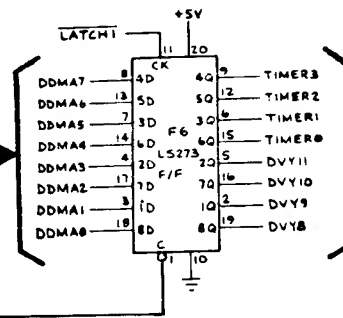 +5V
LATCH1
11 20
CK
DDMA7 8 4D 4Q 9 TIMER3
DDMA6 13 5D 5Q 12 TIMER2
DDMA5 7 3D F6 3Q 6 TIMER1
DDMA4 14 6D LS273 6Q 15 TIMER0
DDMA3 4 2D F/F 2Q 5 DVY11
DDMA2 17 7D 7Q 16 DVY10
DDMA1 3 1D 1Q 2 DVY9
DDMA0 18 8D 8Q 19 DVY8
C
1 10